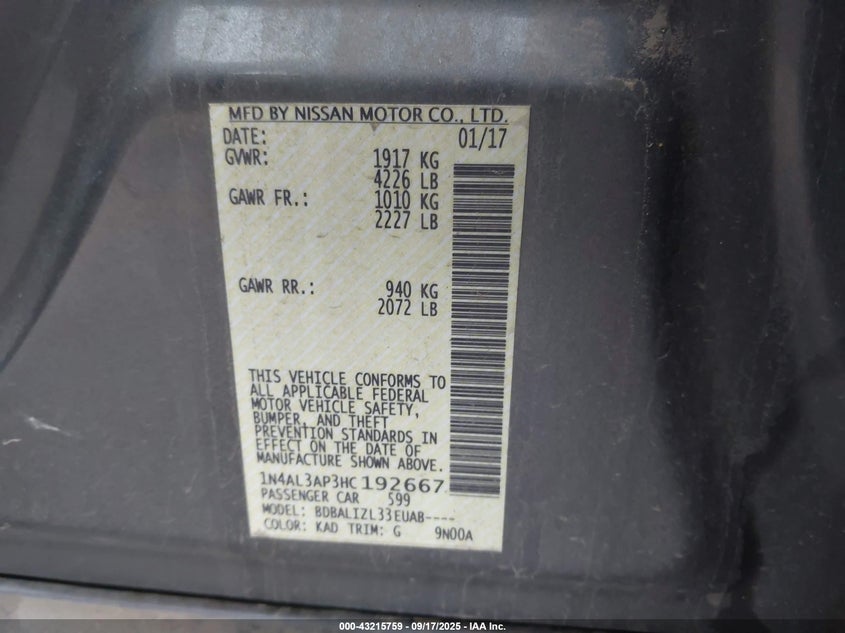 MFD BY NISSAN MOTOR CO., LTD.
DATE: 01/17
GVWR: 1917 KG
4226 LB
GAWR FR.: 1010 KG
2227 LB
GAWR RR.: 940 KG
2072 LB
THIS VEHICLE CONFORMS TO
ALL APPLICABLE FEDERAL
MOTOR VEHICLE SAFETY,
BUMPER, AND THEFT
PREVENTION STANDARDS IN
EFFECT ON THE DATE OF
MANUFACTURE SHOWN ABOVE.
1N4AL3AP3HC192667
PASSENGER CAR 599
MODEL: BDBALIZL33EUAB----
COLOR: KAD TRIM: G 9N00A
000-43215759 - 09/17/2025 - IAA Inc.